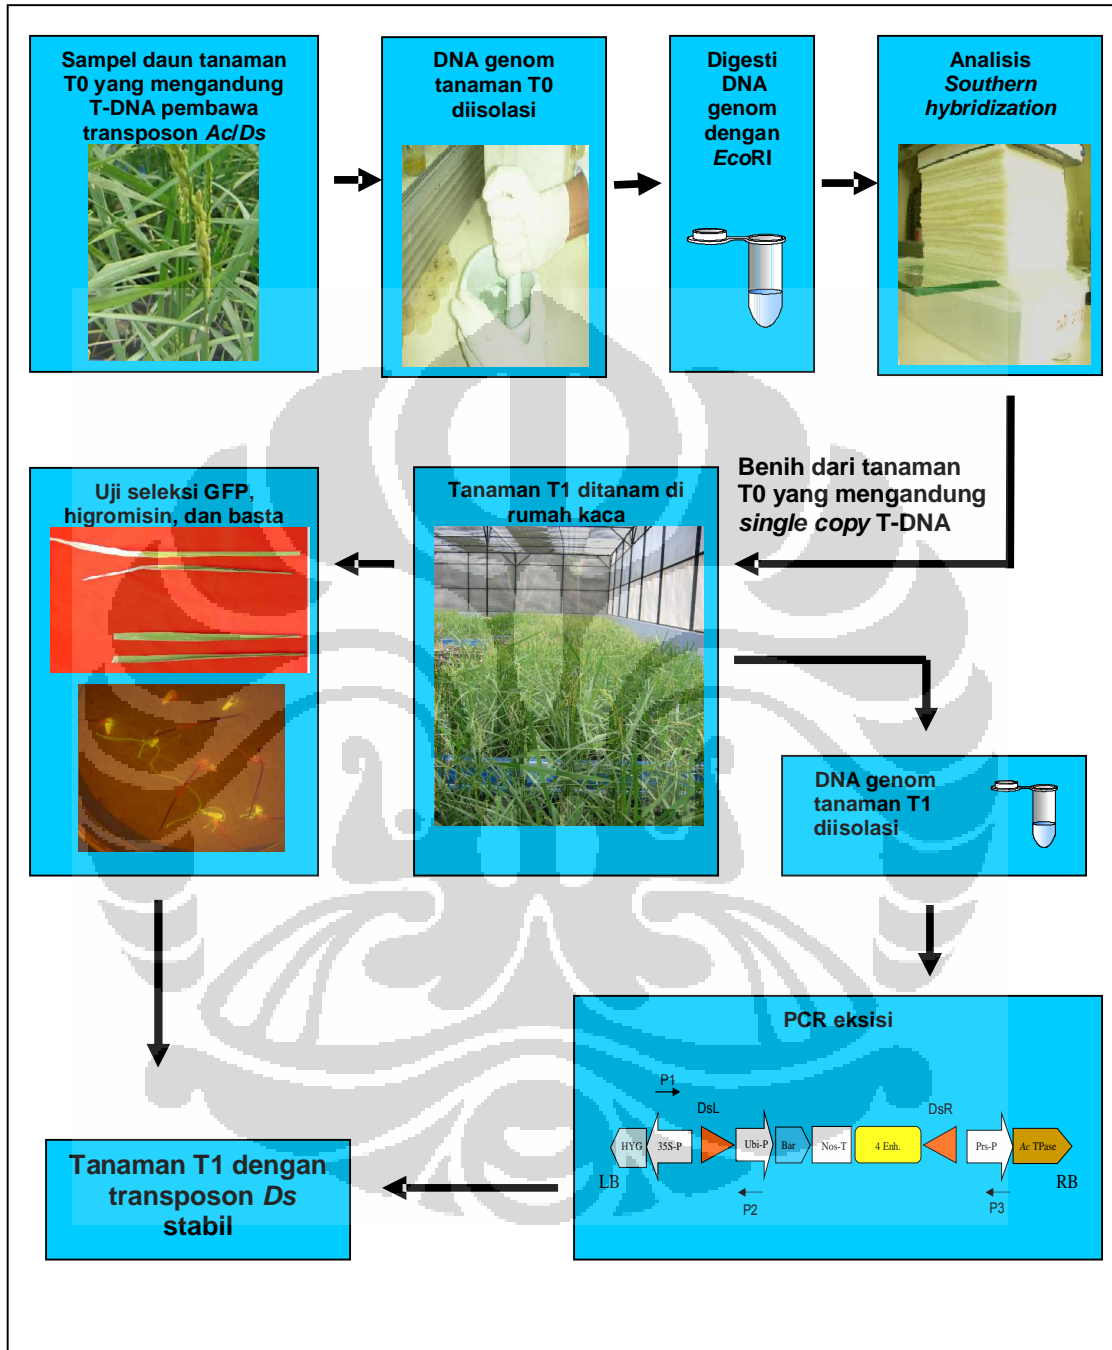 Sampel daun tanaman
T0 yang mengandung
T-DNA pembawa
transposon Ac/Ds
DNA genom
tanaman T0
diisolasi
Digesti
DNA
genom
dengan
EcoRI
Analisis
Southern
hybridization
Benih dari tanaman
T0 yang mengandung
single copy T-DNA
Tanaman T1 ditanam di
rumah kaca
Uji seleksi GFP,
higromisin, dan basta
DNA genom
tanaman T1
diisolasi
PCR eksisi
P1
DsL
DsR
HYG
35S-P
Ubi-P
Bar
Nos-T
4 Enh.
Prs-P
Ac TPase
LB
RB
P2
P3
Tanaman T1 dengan
transposon Ds
stabil